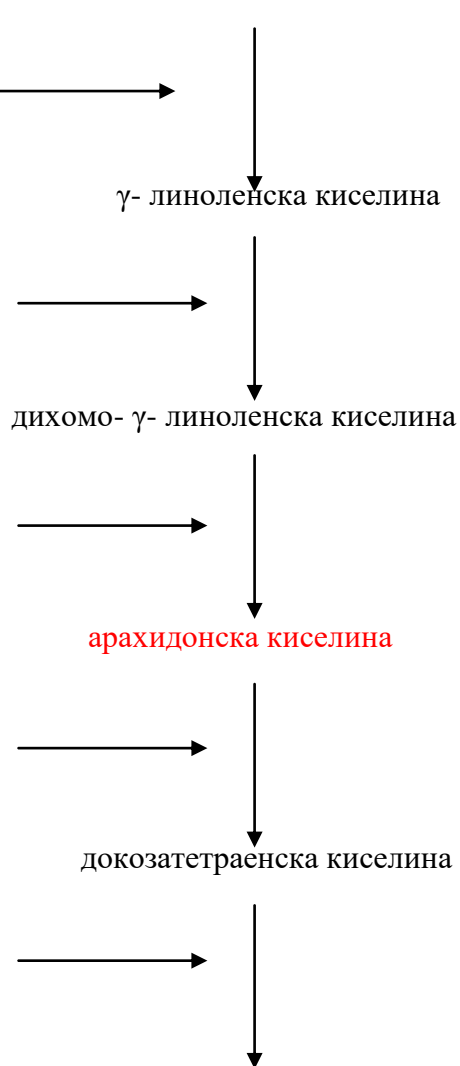 γ- линоленска киселина
дихомо- γ- линоленска киселина
арахидонска киселина
докозатетраенска киселина